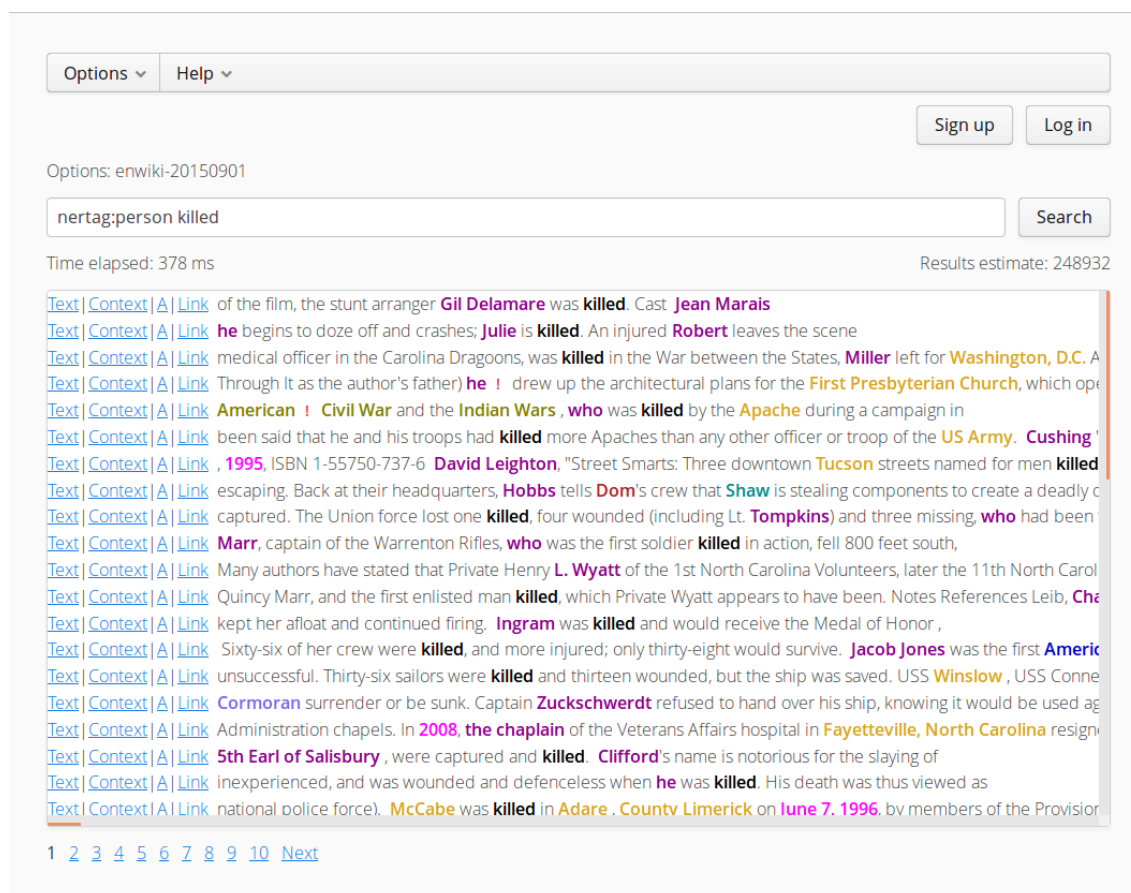 Options Help
Sign up Log in
Options: enwiki-20150901
nertag:person killed Search
Time elapsed: 378 ms Results estimate: 248932
Text|Context|A|Link of the film, the stunt arranger Gil Delamare was killed. Cast Jean Marais
Text|Context|A|Link he begins to doze off and crashes; Julie is killed. An injured Robert leaves the scene
Text|Context|A|Link medical officer in the Carolina Dragoons, was killed in the War between the States, Miller left for Washington, D.C. A
Text|Context|A|Link Through It as the author's father) he ! drew up the architectural plans for the First Presbyterian Church, which ope
Text|Context|A|Link American ! Civil War and the Indian Wars , who was killed by the Apache during a campaign in
Text|Context|A|Link been said that he and his troops had killed more Apaches than any other officer or troop of the US Army. Cushing "
Text|Context|A|Link , 1995, ISBN 1-55750-737-6 David Leighton, "Street Smarts: Three downtown Tucson streets named for men killed
Text|Context|A|Link escaping. Back at their headquarters, Hobbs tells Dom's crew that Shaw is stealing components to create a deadly
Text|Context|A|Link captured. The Union force lost one killed, four wounded (including Lt. Tompkins) and three missing, who had been
Text|Context|A|Link Marr, captain of the Warrenton Rifles, who was the first soldier killed in action, fell 800 feet south,
Text|Context|A|Link Many authors have stated that Private Henry L. Wyatt of the 1st North Carolina Volunteers, later the 11th North Carol
Text|Context|A|Link Quincy Marr, and the first enlisted man killed, which Private Wyatt appears to have been. Notes References Leib, Cha
Text|Context|A|Link kept her afloat and continued firing. Ingram was killed and would receive the Medal of Honor ,
Text|Context|A|Link Sixty-six of her crew were killed, and more injured; only thirty-eight would survive. Jacob Jones was the first Americ
Text|Context|A|Link unsuccessful. Thirty-six sailors were killed and thirteen wounded, but the ship was saved. USS Winslow , USS Conne
Text|Context|A|Link Cormoran surrender or be sunk. Captain Zuckschwerdt refused to hand over his ship, knowing it would be used ag
Text|Context|A|Link Administration chapels. In 2008, the chaplain of the Veterans Affairs hospital in Fayetteville, North Carolina resign
Text|Context|A|Link 5th Earl of Salisbury , were captured and killed. Clifford's name is notorious for the slaying of
Text|Context|A|Link inexperienced, and was wounded and defenceless when he was killed. His death was thus viewed as
Text|Context|A|Link national police force). McCabe was killed in Adare , County Limerick on June 7, 1996, by members of the Provision
1 2 3 4 5 6 7 8 9 10 Next